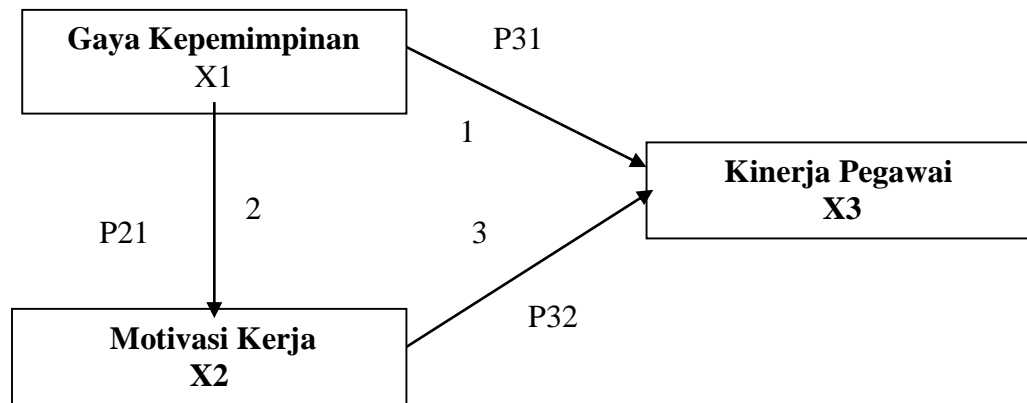 Gaya Kepemimpinan
X1
P31
1
Kinerja Pegawai
X3
P21
2
3
P32
Motivasi Kerja
X2